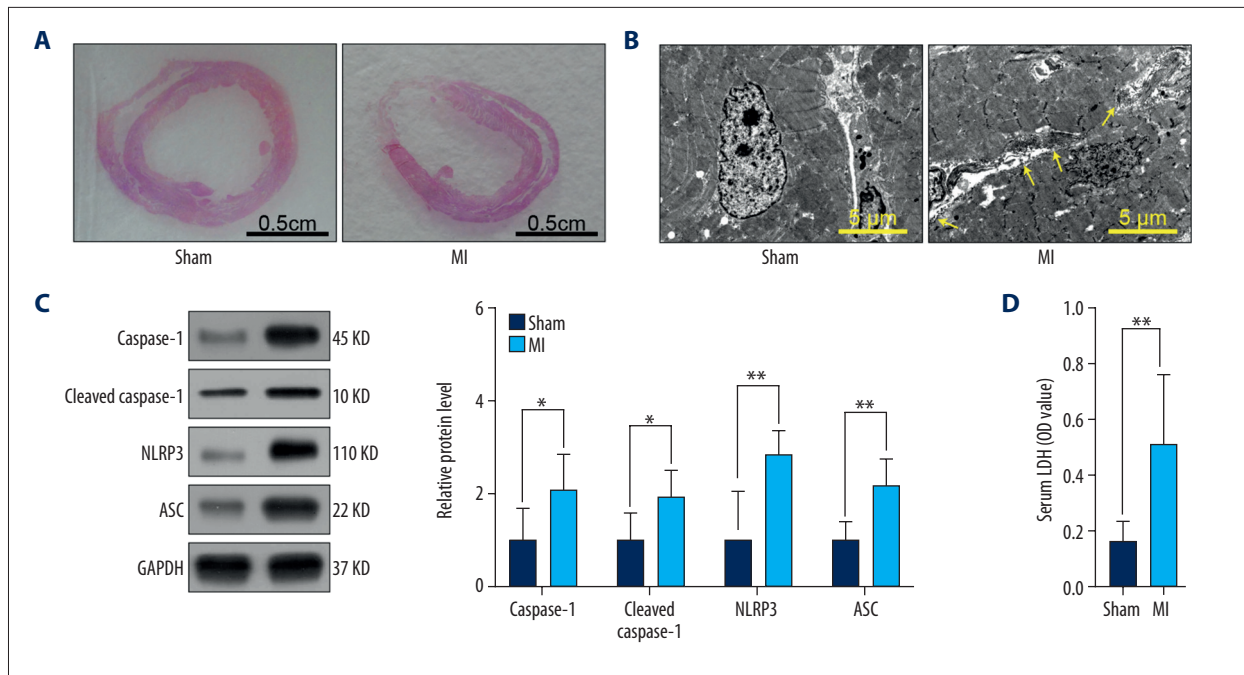 A
0.5cm
Sham
0.5cm
MI
B
5 µm
Sham
5 µm
MI
C
Caspase-1
45 KD
Cleaved caspase-1
10 KD
NLRP3
110 KD
ASC
22 KD
GAPDH
37 KD
Relative protein level
6
4
2
0
Sham
MI
*
*
**
**
Caspase-1
Cleaved
caspase-1
NLRP3
ASC
D
Serum LDH (OD value)
1.0
0.8
0.6
0.4
0.2
0.0
**
Sham
MI